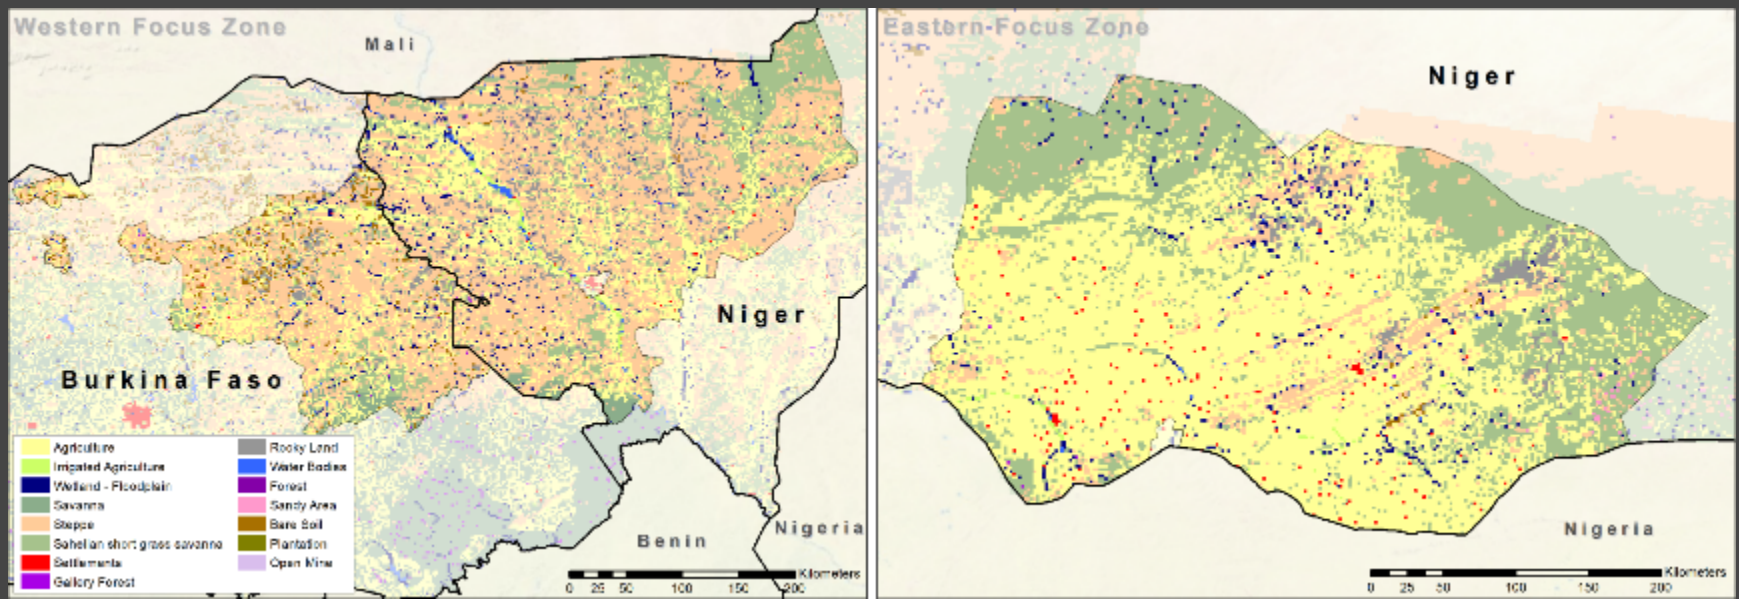 Western Focus Zone
Mali
Niger
Burkina Faso
Benin
Nigeria
Agriculture
Irrigated Agriculture
Wetland - Floodplain
Savanna
Steppe
Sahelian short grass savanna
Settlements
Gallery Forest
Rocky Land
Water Bodies
Forest
Sandy Area
Bare Soil
Plantation
Open Mine
Kilometers
0 25 50 100 150 200
Eastern Focus Zone
Niger
Nigeria
Kilometers
0 25 50 100 150 200